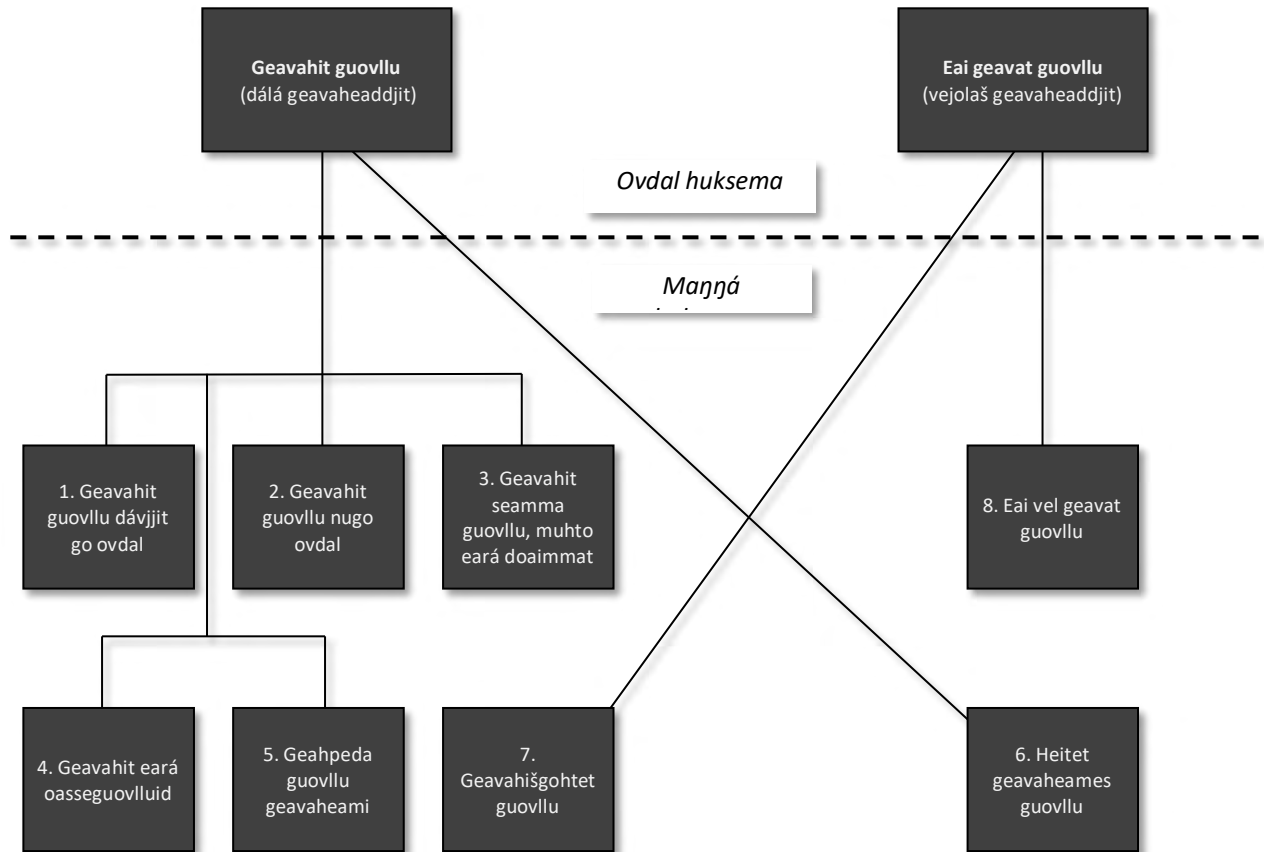 Geavahit guovllu
(dálá geavaheaddjit)
Eai geavat guovllu
(vejolaš geavaheaddjit)
Ovdal huksema
Maŋŋá
1. Geavahit
guovllu dávjjit
go ovdal
2. Geavahit
guovllu nugo
ovdal
3. Geavahit
seamma
guovllu, muhto
eará doaimmat
8. Eai vel geavat
guovllu
4. Geavahit eará
oasseguovlluid
5. Geahpeda
guovllu
geavaheami
7.
Geavahišgohtet
guovllu
6. Heitet
geavaheames
guovllu